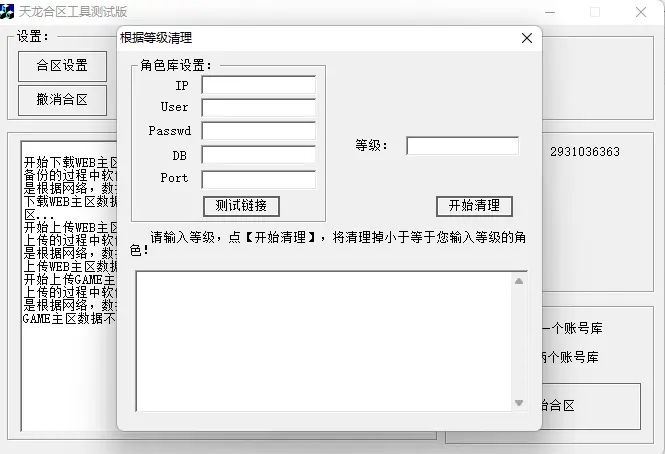 天龙合区工具测试版
设置:
合区设置
撤消合区
根据等级清理
角色库设置:
IP
User
Passwd
DB
Port
测试链接
等级:
开始清理
请输入等级，点【开始清理】，将清理掉小于等于您输入等级的角
色!
开始下载WEB主区
备份的过程中软
是根据网络，数
下载WEB主区数据
区...
开始上传WEB主区
上传的过程中软
是根据网络，数
上传WEB主区数据
开始上传GAME主
上传的过程中软
是根据网络，数
GAME主区数据不
2931036363
一个账号库
两个账号库
合区